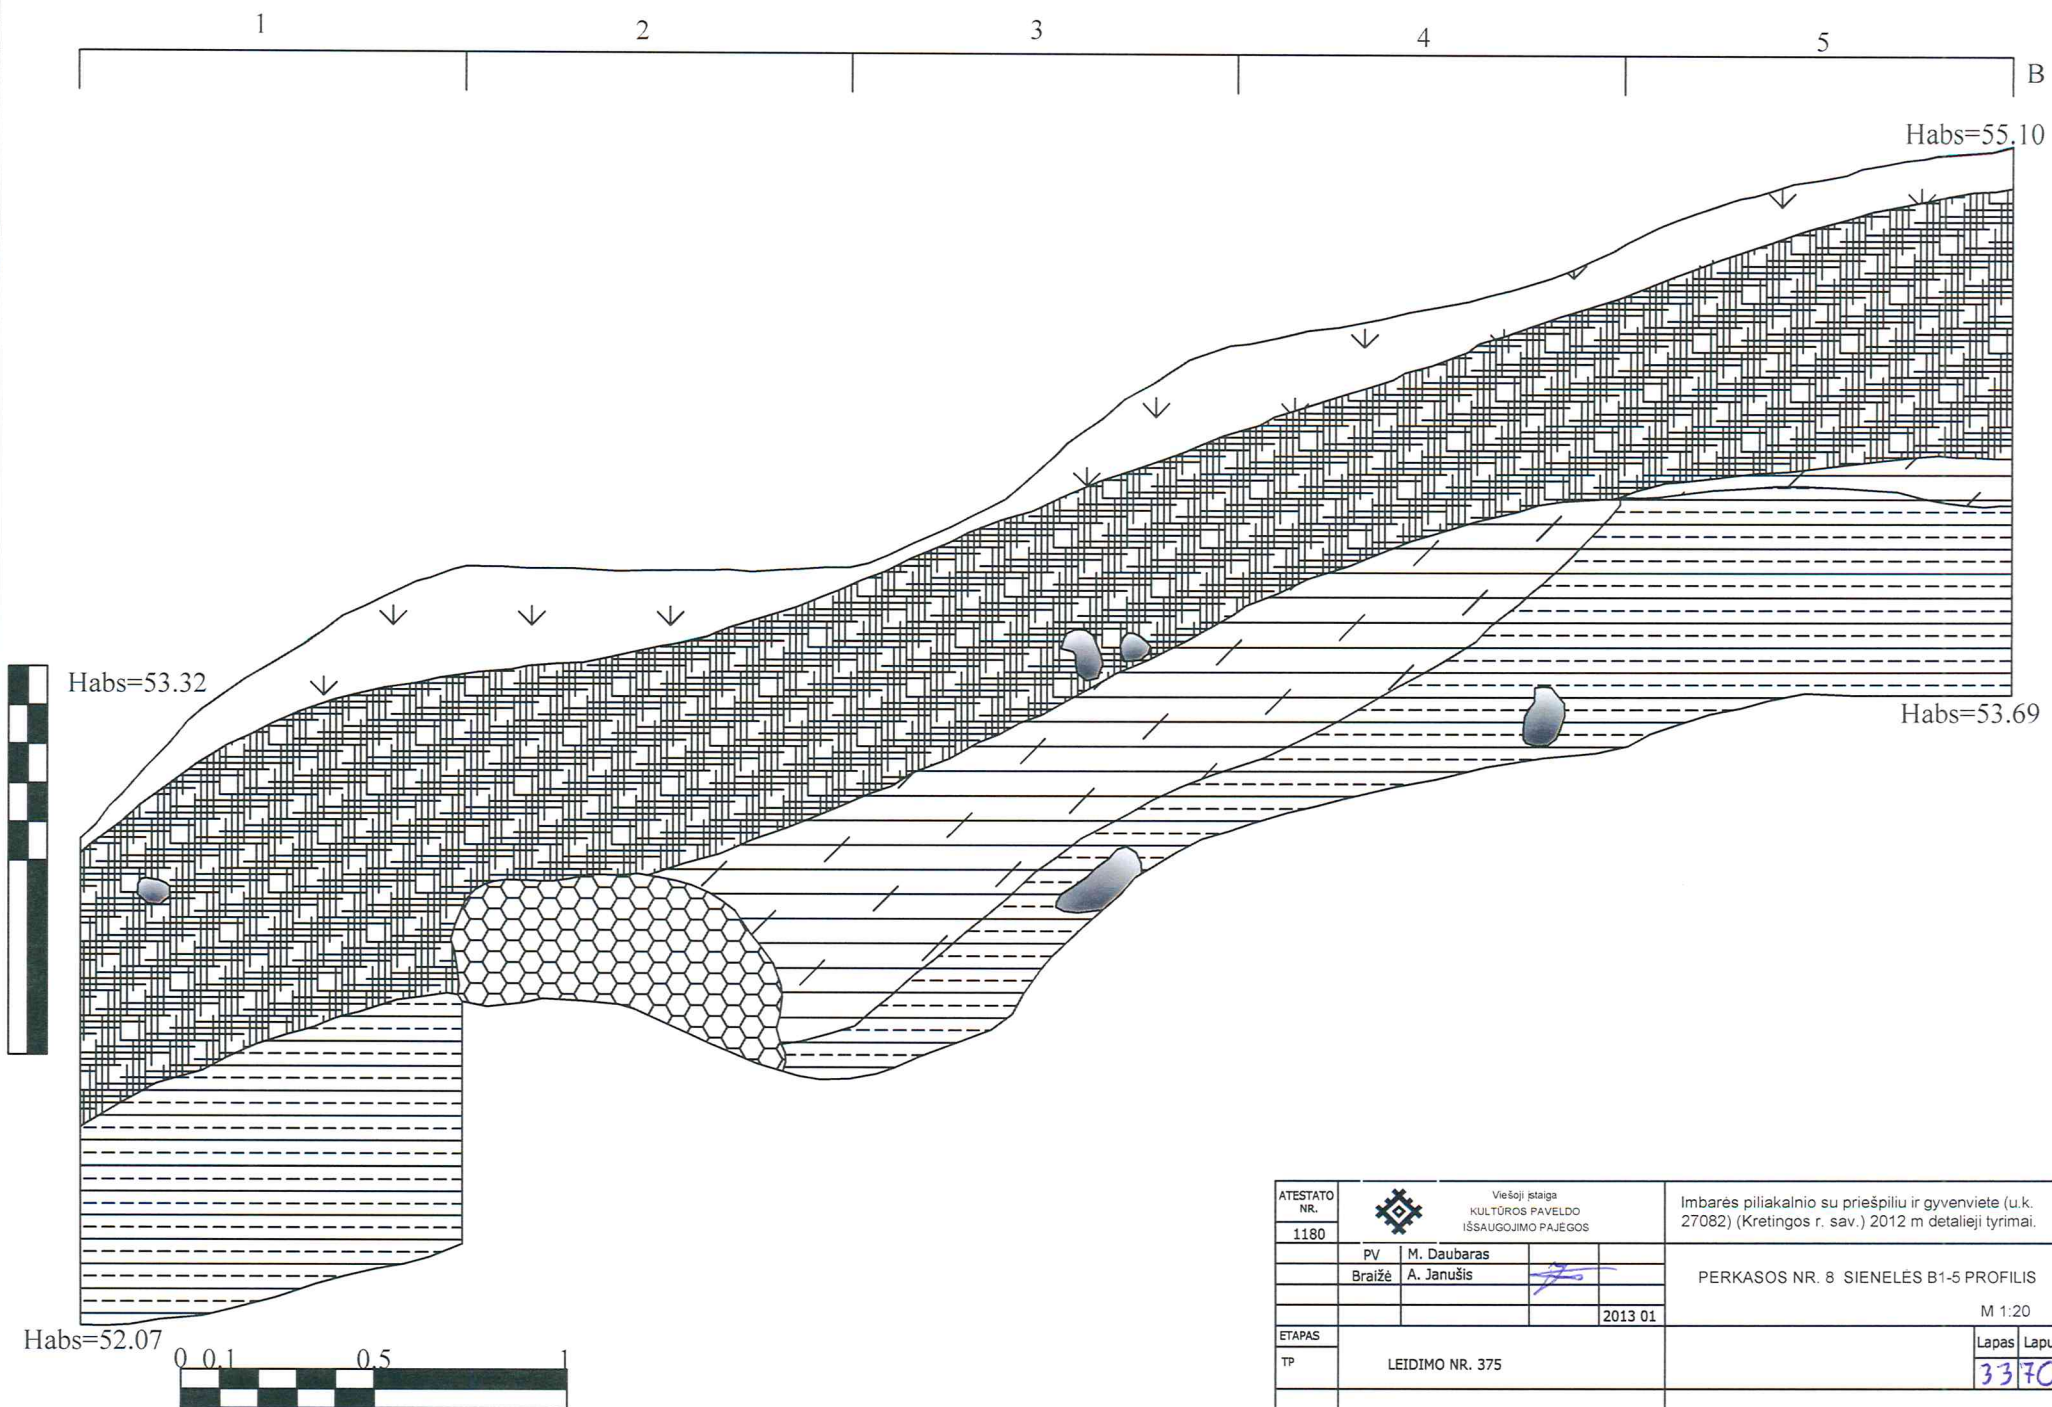 1 2 3 4 5
B
Habs=55.10
Habs=53.32
Habs=53.69
Habs=52.07
0 0.1 0.5 1
ATESTATO NR.
1180
Viešoji įstaiga
KULTŪROS PAVELDO
IŠSAUGOJIMO PAJĖGOS
Imbarės piliakalnio su priešpiliu ir gyvenviete (u.k.
27082) (Kretingos r. sav.) 2012 m detalieji tyrimai.
PV M. Daubaras
Braižė A. Janušis
2013 01
PERKASOS NR. 8 SIENELĖS B1-5 PROFILIS
M 1:20
ETAPAS
TP
LEIDIMO NR. 375
Lapas Lapu
33 70